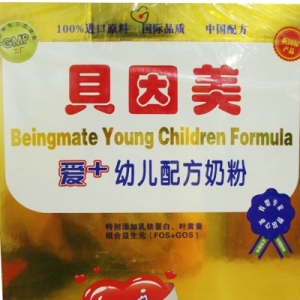 100%进口原料 国际品质 中国配方
GMP
貝因美
Beingmate Young Children Formula
爱+ 幼儿配方奶粉
特别添加乳铁蛋白、叶黄素
组合益生元(FOS+GOS)